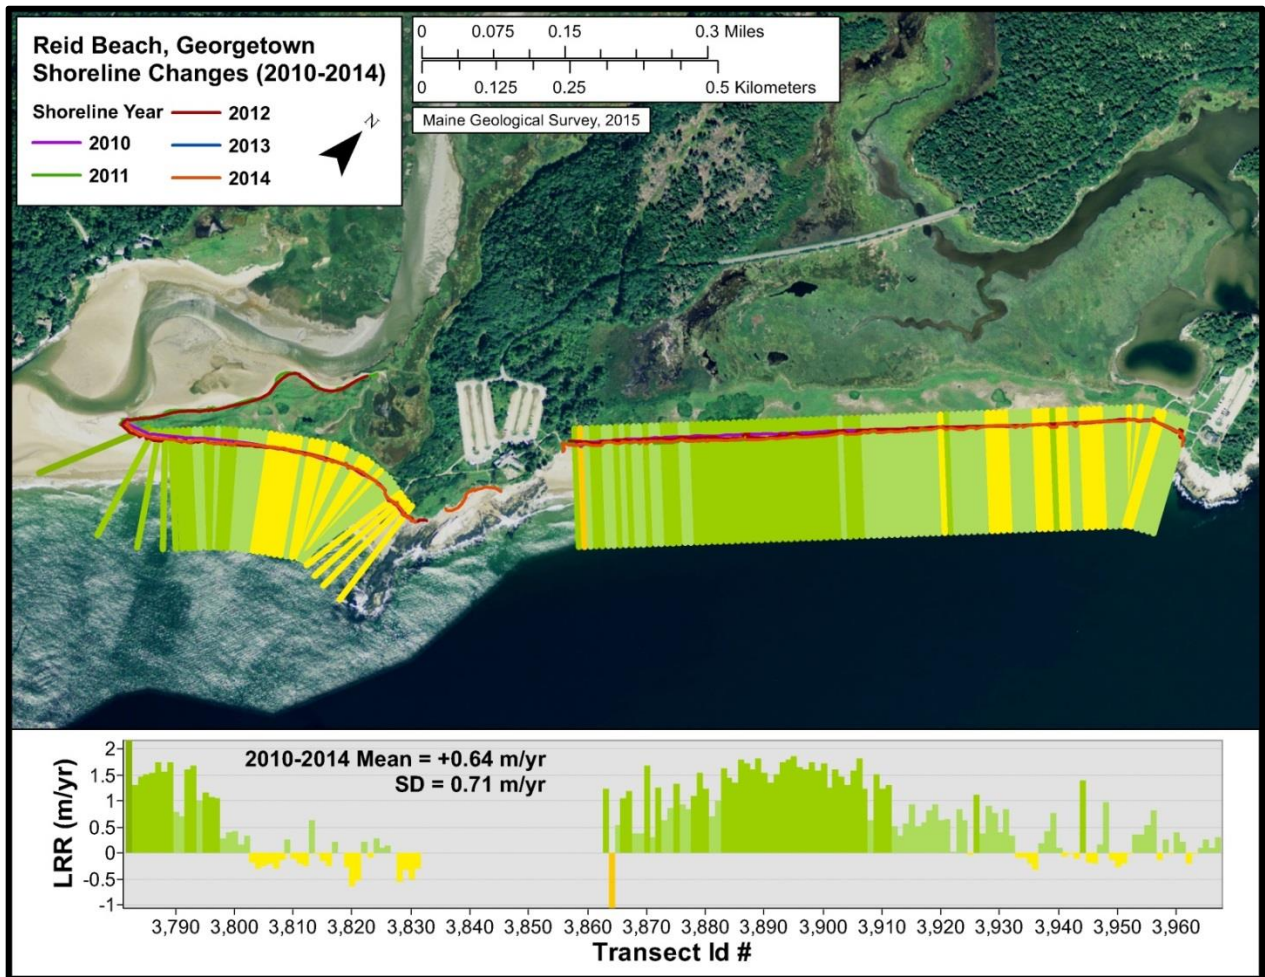 Reid Beach, Georgetown
Shoreline Changes (2010-2014)
Shoreline Year
2010
2011
2012
2013
2014
N
0 0.075 0.15 0.3 Miles
0 0.125 0.25 0.5 Kilometers
Maine Geological Survey, 2015
2010-2014 Mean = +0.64 m/yr
SD = 0.71 m/yr
LRR (m/yr)
2
1.5
1
0.5
0
-0.5
-1
3,790 3,800 3,810 3,820 3,830 3,840 3,850 3,860 3,870 3,880 3,890 3,900 3,910 3,920 3,930 3,940 3,950 3,960
Transect Id #